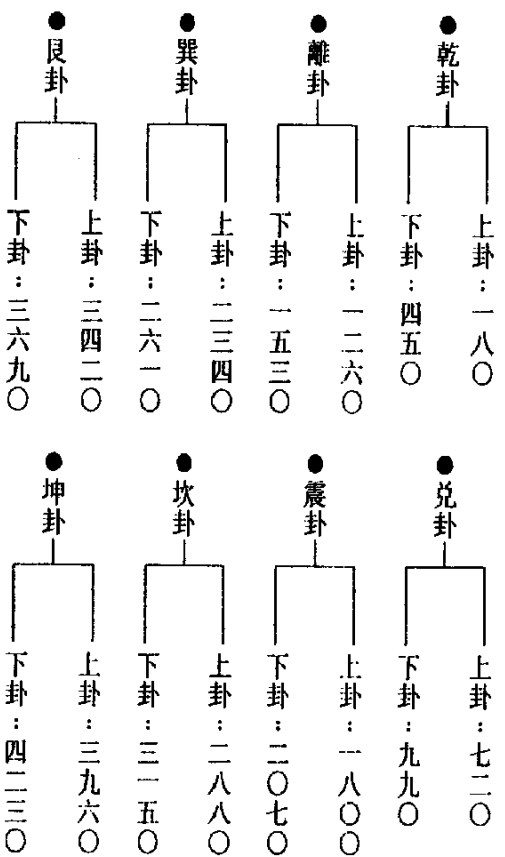 ●乾卦
上卦：一八〇
下卦：四五〇
●離卦
上卦：一二六〇
下卦：一五三〇
●巽卦
上卦：二三四〇
下卦：二六一〇
●艮卦
上卦：三四二〇
下卦：三六九〇
●兌卦
上卦：七二〇
下卦：九九〇
●震卦
上卦：一八〇〇
下卦：二〇七〇
●坎卦
上卦：二八八〇
下卦：三一五〇
●坤卦
上卦：三九六〇
下卦：四二三〇